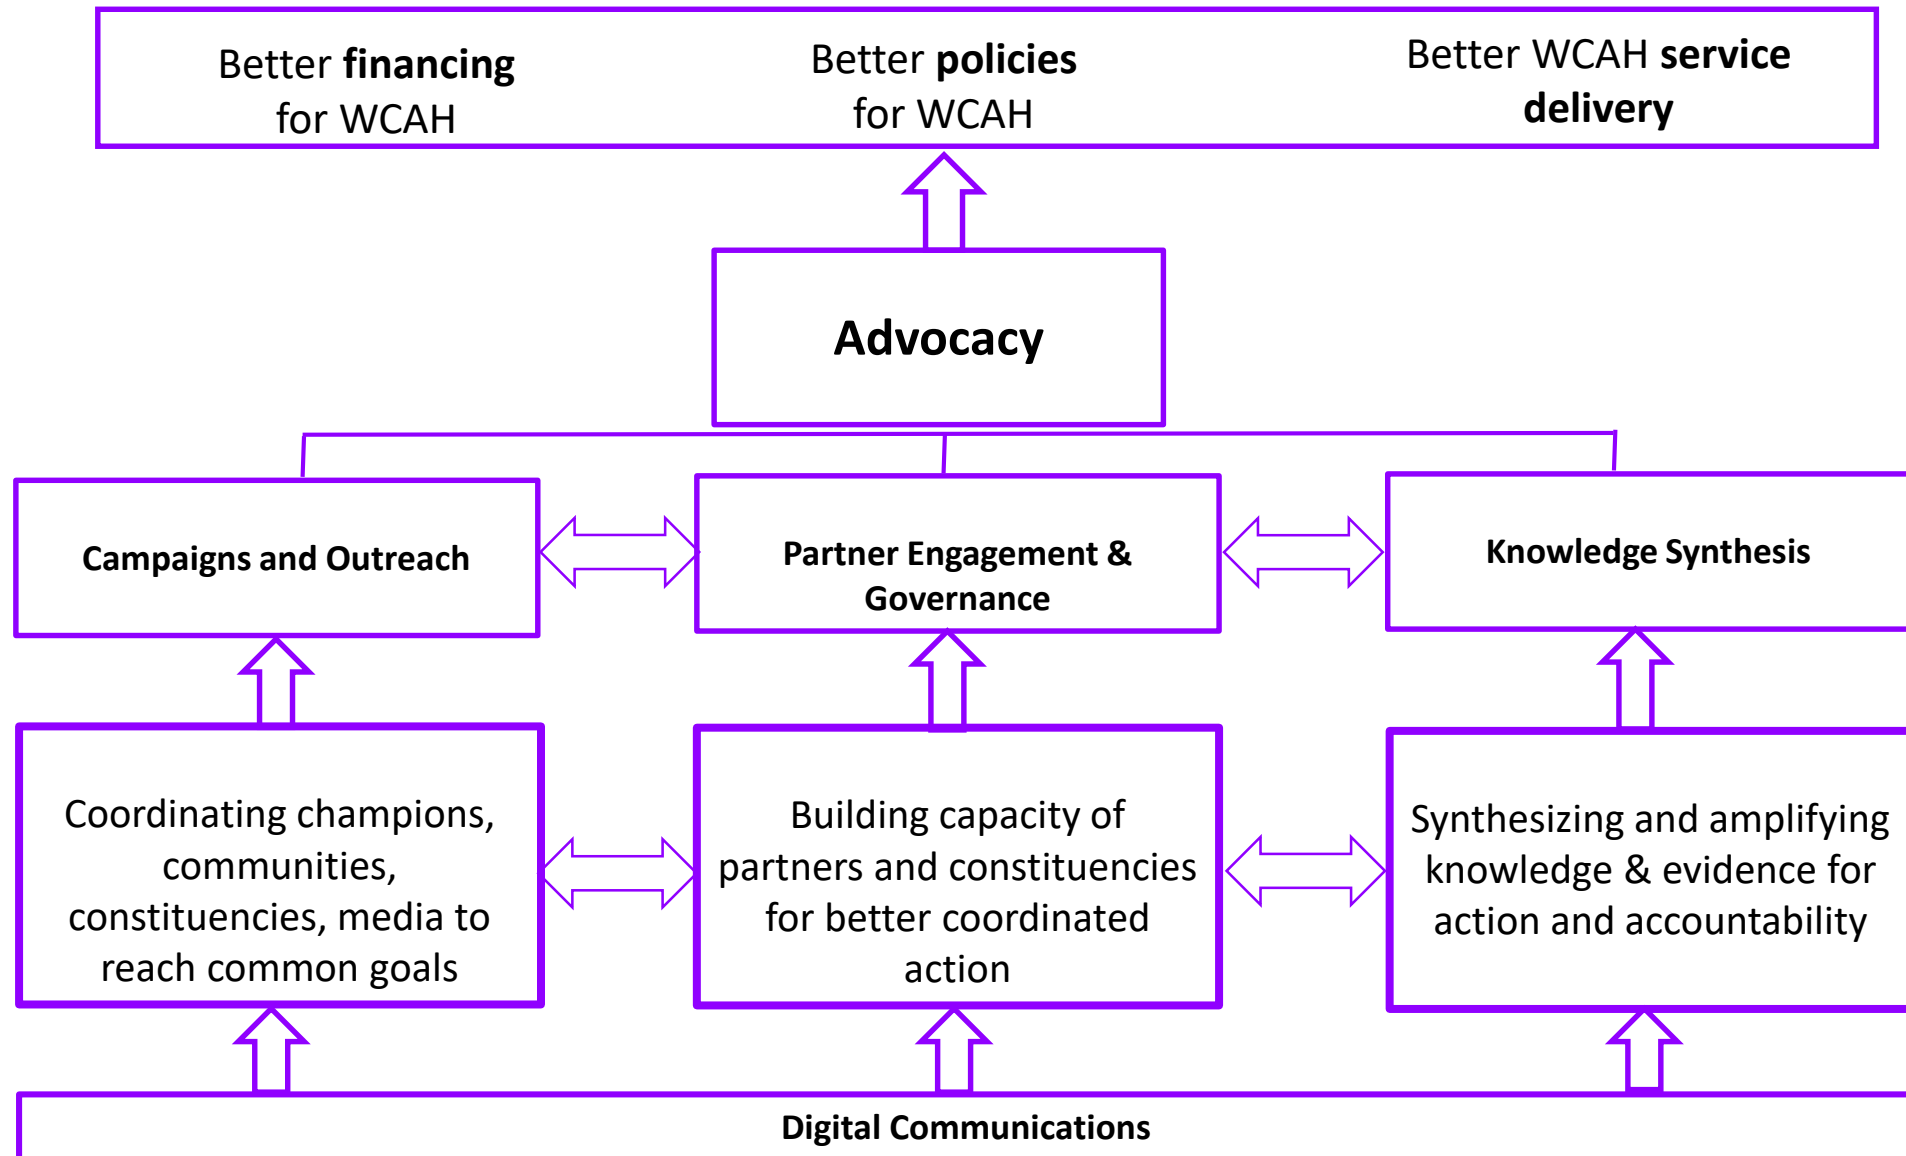 Better financing
for WCAH
Better policies
for WCAH
Better WCAH service
delivery
Advocacy
Campaigns and Outreach
Partner Engagement &
Governance
Knowledge Synthesis
Coordinating champions,
communities,
constituencies, media to
reach common goals
Building capacity of
partners and constituencies
for better coordinated
action
Synthesizing and amplifying
knowledge & evidence for
action and accountability
Digital Communications